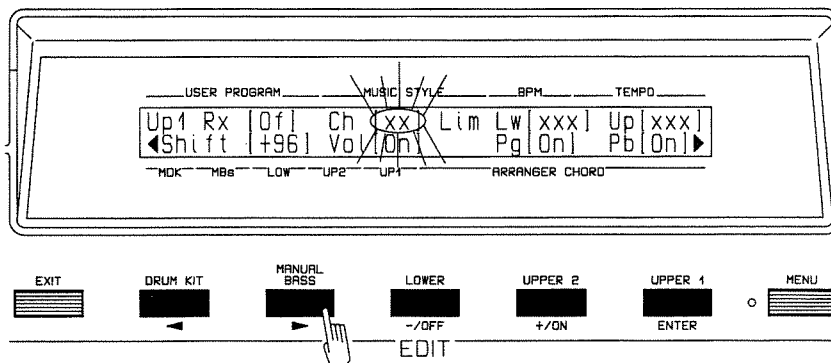 USER PROGRAM MUSIC STYLE BPM TEMPO
Up1 Rx [Of] Ch [xx] Lim Lw[xxx] Up[xxx]
◀Shift [+96] Vol[On] Pg[On] Pb[On]▶
MDK MBs LOW UP2 UP1 ARRANGER CHORD
EXIT DRUM KIT MANUAL BASS LOWER UPPER 2 UPPER 1 MENU
◄ ► -/OFF +/ON ENTER
EDIT